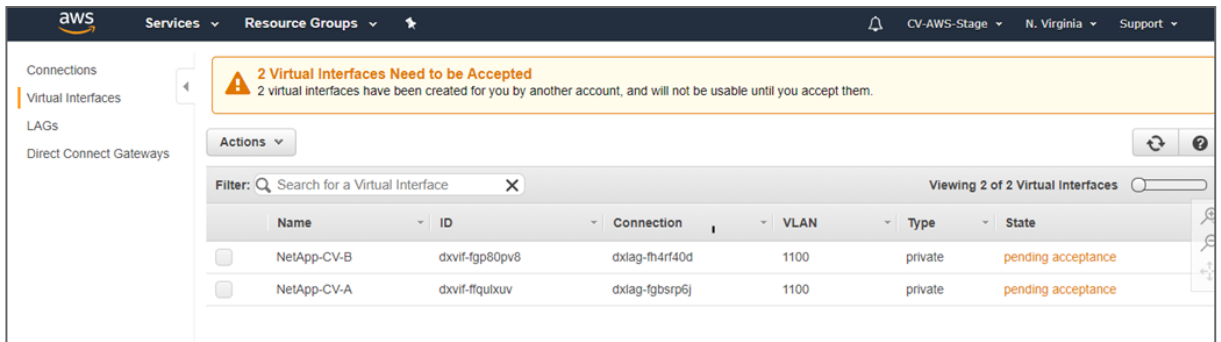 aws Services Resource Groups CV-AWS-Stage N. Virginia Support
Connections
Virtual Interfaces
LAGs
Direct Connect Gateways
2 Virtual Interfaces Need to be Accepted
2 virtual interfaces have been created for you by another account, and will not be usable until you accept them.
Actions
Filter: Search for a Virtual Interface Viewing 2 of 2 Virtual Interfaces
Name ID Connection VLAN Type State
NetApp-CV-B dxvif-fgp80pv8 dxlag-fh4rf40d 1100 private pending acceptance
NetApp-CV-A dxvif-ffqulxuv dxlag-fgbsrp6j 1100 private pending acceptance